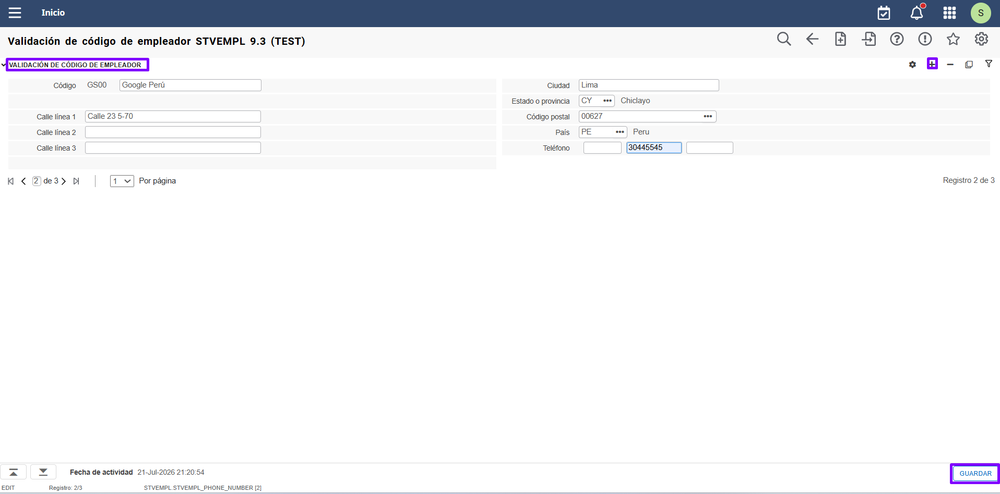 Inicio
S
Validación de código de empleador STVEMPL 9.3 (TEST)
VALIDACIÓN DE CÓDIGO DE EMPLEADOR
Código GS00 Google Perú
Calle línea 1 Calle 23 5-70
Calle línea 2
Calle línea 3
Ciudad Lima
Estado o provincia CY ••• Chiclayo
Código postal 00627 •••
País PE ••• Peru
Teléfono 30445545
2 de 3 1 Por página
Registro 2 de 3
Fecha de actividad 21-Jul-2026 21:20:54
GUARDAR
EDIT Registro: 2/3 STVEMPL.STVEMPL_PHONE_NUMBER [2]